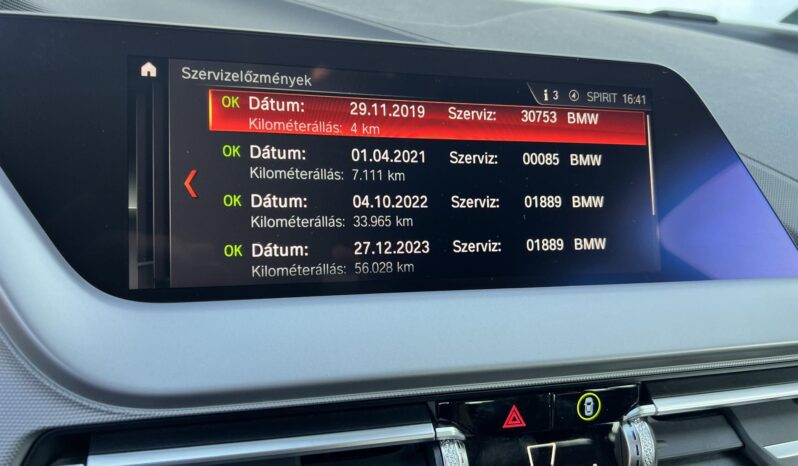 Szervizelőzmények
i 3 4 SPIRIT 16:41
OK Dátum: 29.11.2019 Szerviz: 30753 BMW
Kilométerállás: 4 km
OK Dátum: 01.04.2021 Szerviz: 00085 BMW
Kilométerállás: 7.111 km
OK Dátum: 04.10.2022 Szerviz: 01889 BMW
Kilométerállás: 33.965 km
OK Dátum: 27.12.2023 Szerviz: 01889 BMW
Kilométerállás: 56.028 km